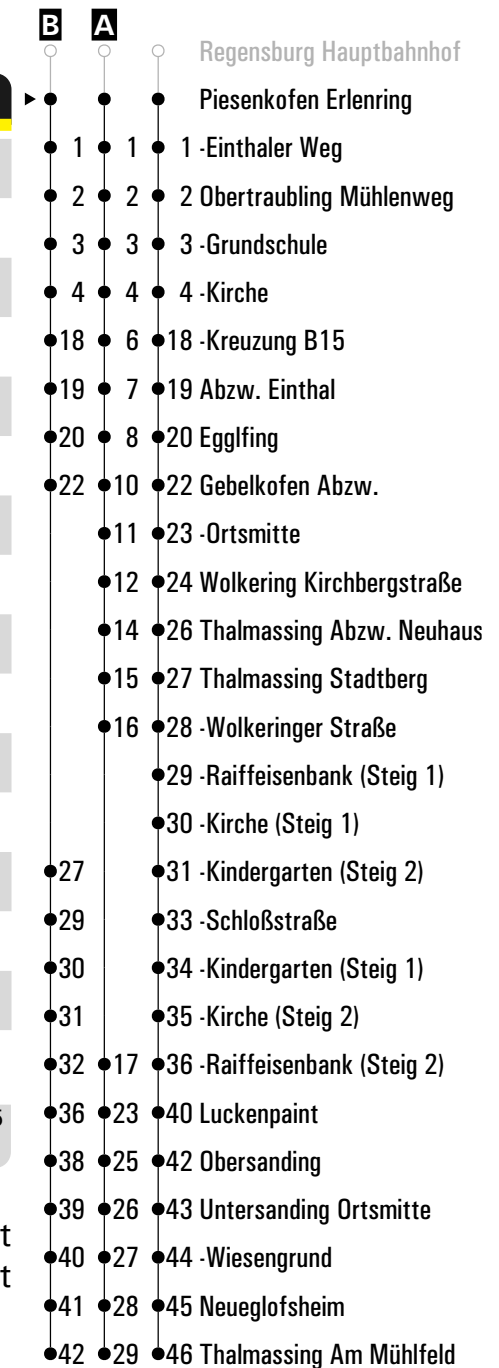 B A
Regensburg Hauptbahnhof
Piesenkofen Erlenring
1 1 1 -Einthaler Weg
2 2 2 Obertraubling Mühlenweg
3 3 3 -Grundschule
4 4 4 -Kirche
18 6 18 -Kreuzung B15
19 7 19 Abzw. Einthal
20 8 20 Egglfing
22 10 22 Gebelkofen Abzw.
11 23 -Ortsmitte
12 24 Wolkering Kirchbergstraße
14 26 Thalmassing Abzw. Neuhaus
15 27 Thalmassing Stadtberg
16 28 -Wolkeringer Straße
29 -Raiffeisenbank (Steig 1)
30 -Kirche (Steig 1)
27 31 -Kindergarten (Steig 2)
29 33 -Schloßstraße
30 34 -Kindergarten (Steig 1)
31 35 -Kirche (Steig 2)
32 17 36 -Raiffeisenbank (Steig 2)
36 23 40 Luckenpaint
38 25 42 Obersanding
39 26 43 Untersanding Ortsmitte
t
40 27 44 -Wiesengrund
t
41 28 45 Neueglofsheim
42 29 46 Thalmassing Am Mühlfeld